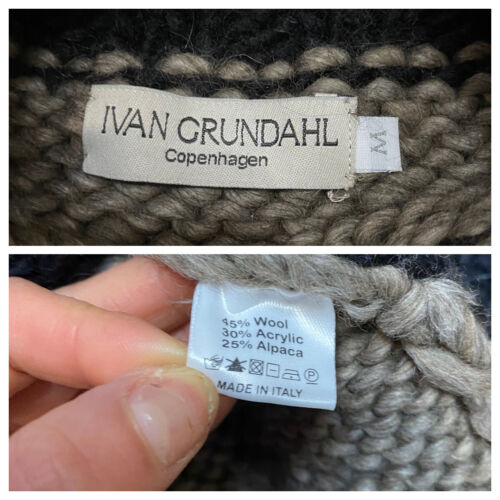 IVAN GRUNDAHL
Copenhagen
M
45% Wool
30% Acrylic
25% Alpaca
P
MADE IN ITALY